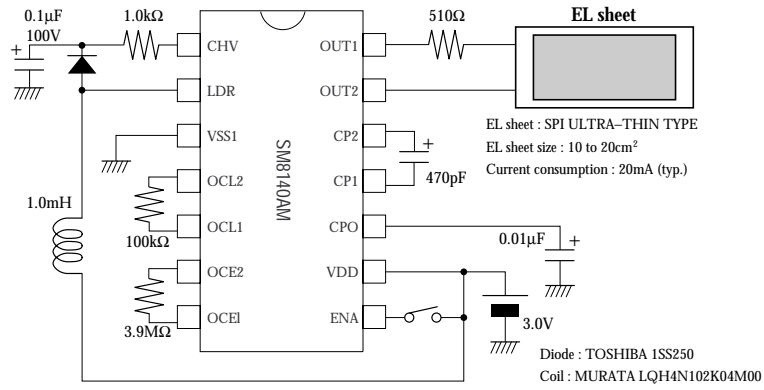 0.1µF
100V
+
1.0kΩ
510Ω
EL sheet
CHV
OUT1
LDR
OUT2
VSS1
CP2
+
OCL2
CP1
470pF
OCL1
CPO
OCE2
VDD
OCEl
ENA
SM8140AM
1.0mH
100kΩ
3.9MΩ
0.01µF
+
3.0V
EL sheet : SPI ULTRA–THIN TYPE
EL sheet size : 10 to 20cm²
Current consumption : 20mA (typ.)
Diode : TOSHIBA 1SS250
Coil : MURATA LQH4N102K04M00